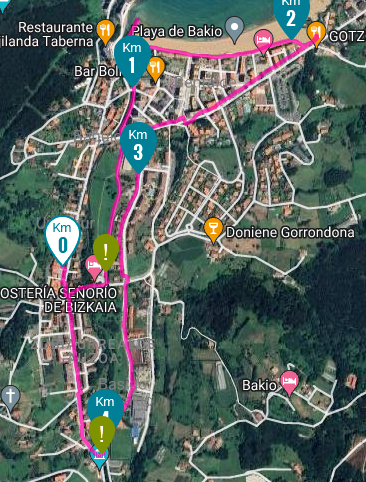 Restaurante
ilanda Taberna
Playa de Bakio
Km
2
GOTZ
Km
1
Bar Boli
Km
3
Km
0
!
Doniene Gorrondona
OSTERÍA SEÑORÍO
DE BIZKAIA
Bakio
Km
4
!